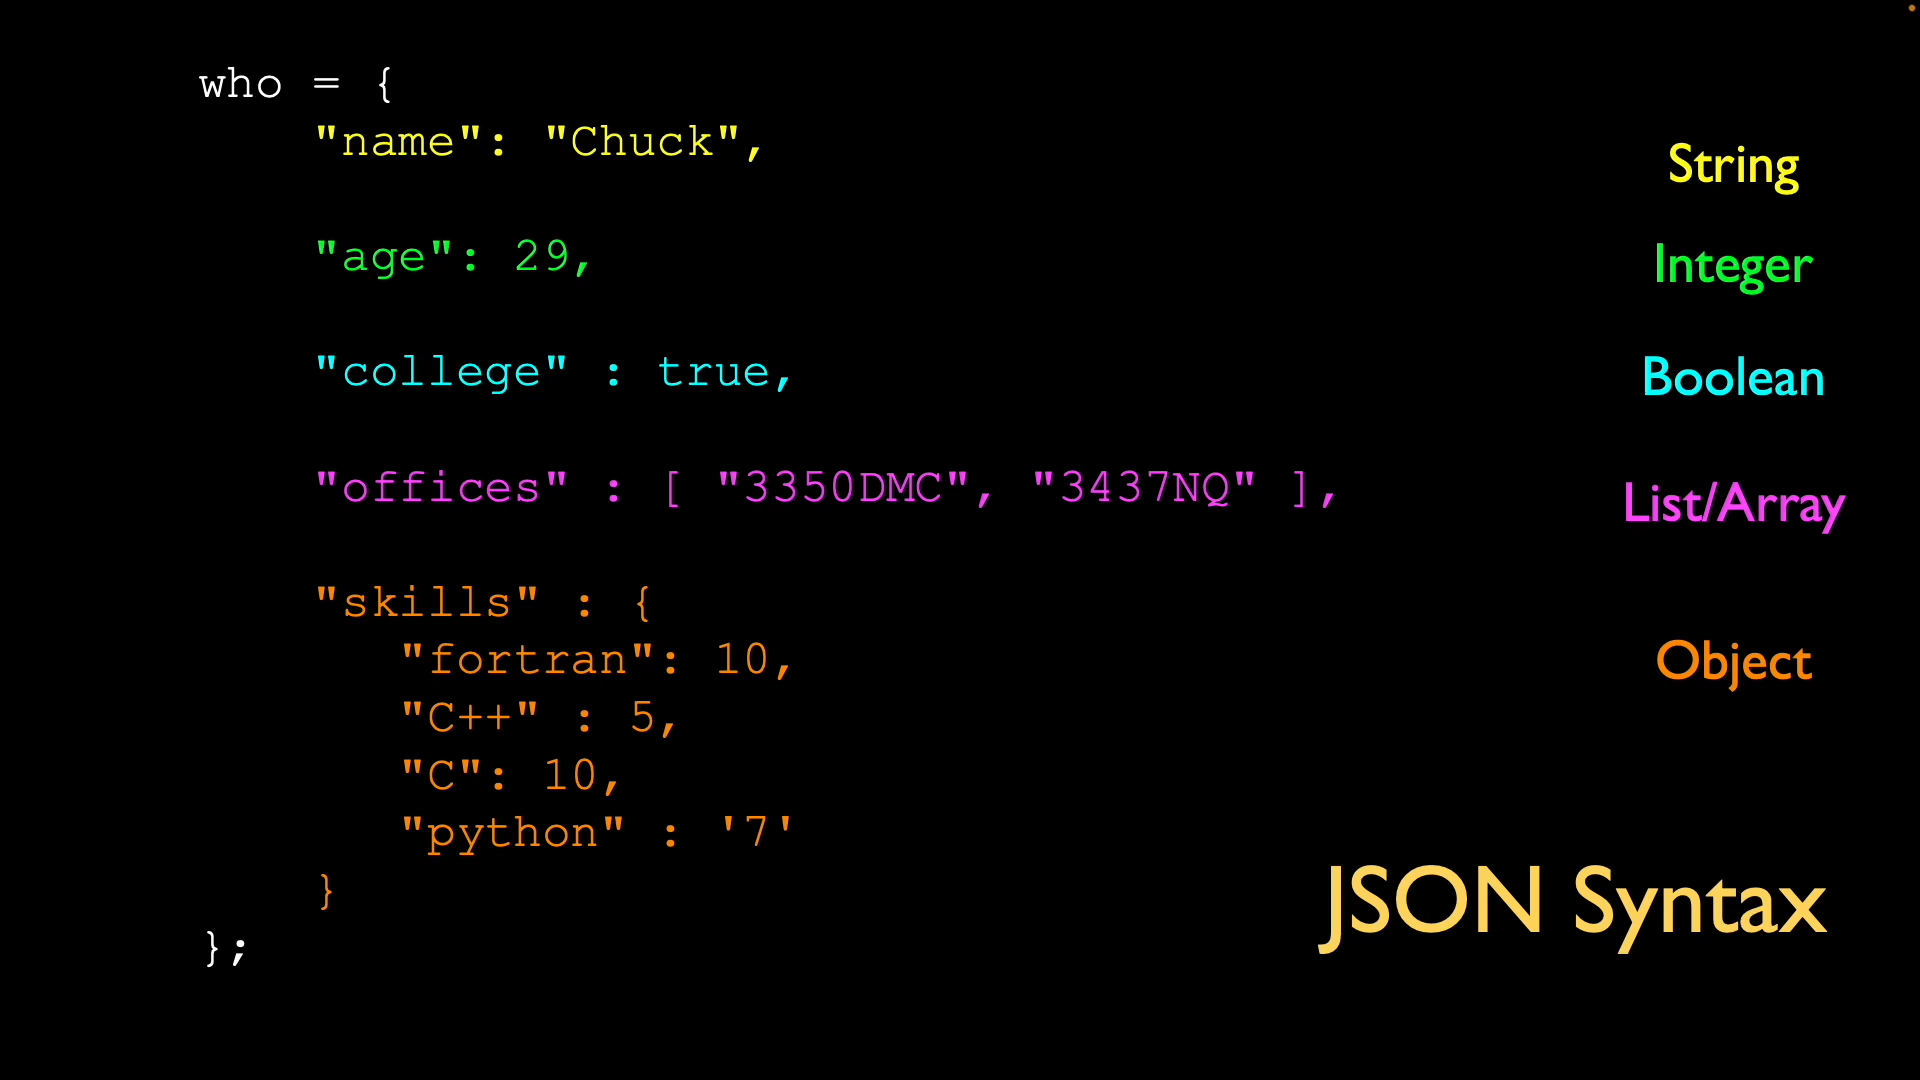 who = {
"name": "Chuck",
String
"age": 29,
Integer
"college" : true,
Boolean
"offices" : [ "3350DMC", "3437NQ" ],
List/Array
"skills" : {
"fortran": 10,
Object
"C++" : 5,
"C": 10,
"python" : '7'
}
JSON Syntax
};